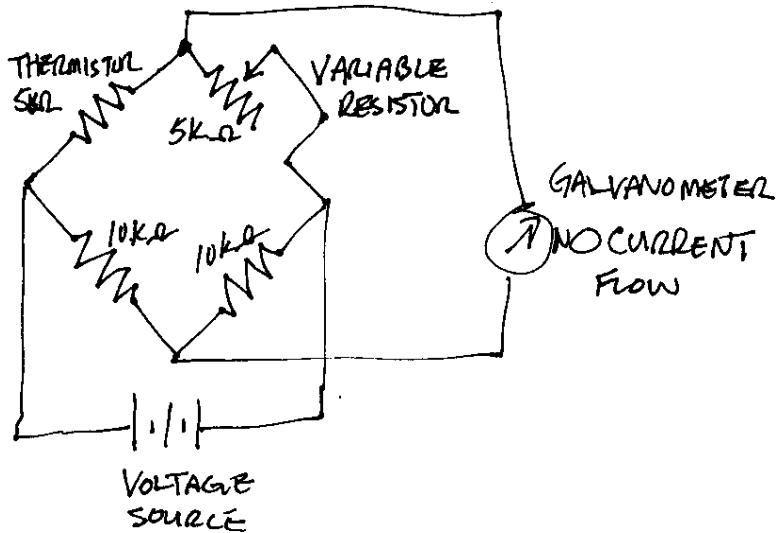 THERMISTOR
5KΩ
VARIABLE
RESISTOR
5KΩ
10KΩ
10KΩ
GALVANOMETER
NO CURRENT
FLOW
VOLTAGE
SOURCE